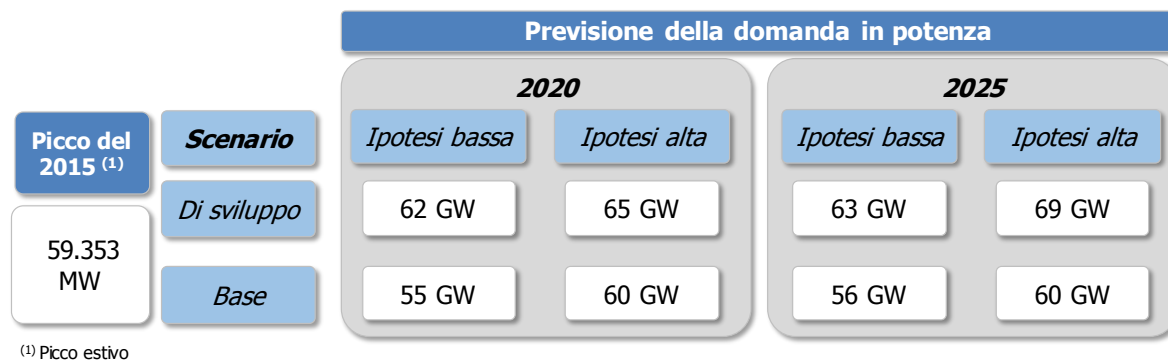 Previsione della domanda in potenza
2020
2025
Picco del
2015 (1)
Scenario
Ipotesi bassa
Ipotesi alta
Ipotesi bassa
Ipotesi alta
59.353
MW
Di sviluppo
62 GW
65 GW
63 GW
69 GW
Base
55 GW
60 GW
56 GW
60 GW
(1) Picco estivo